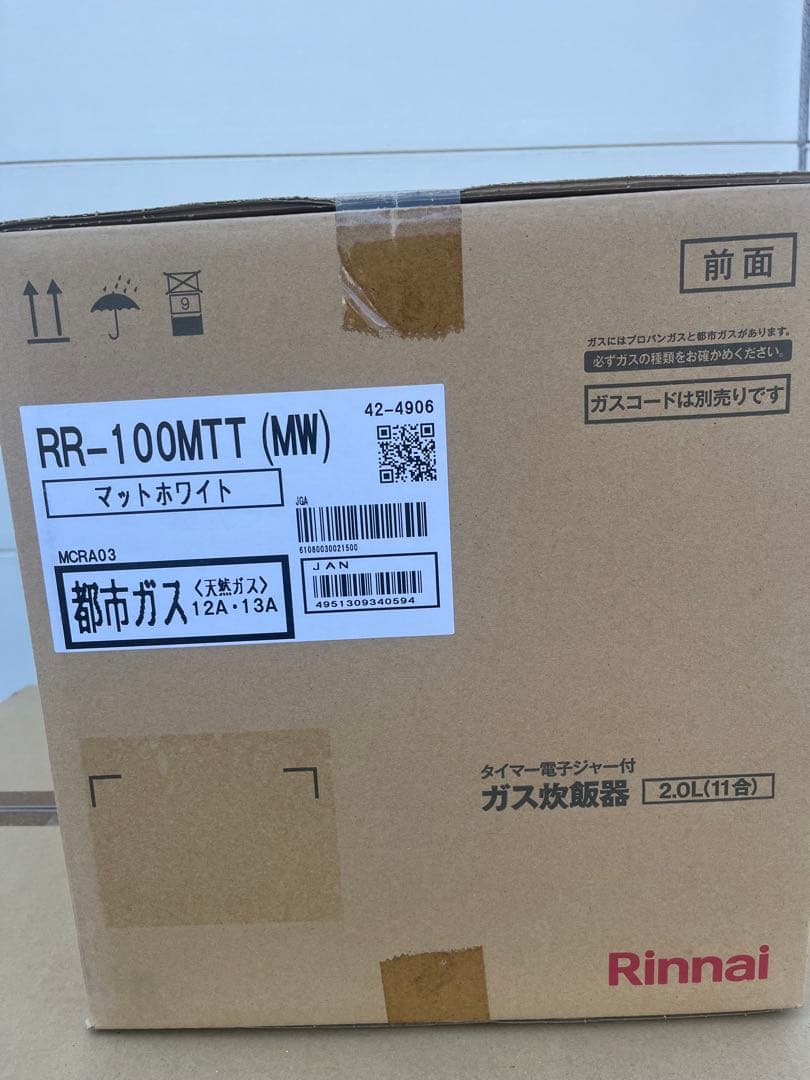 前面
ガスにはプロパンガスと都市ガスがあります。
必ずガスの種類をお確かめください。
ガスコードは別売りです
9
42-4906
RR-100MTT(MW)
マットホワイト
JGA
61080030021500
MCRA03
JAN
4951309340594
都市ガス〈天然ガス〉
12A・13A
タイマー電子ジャー付
ガス炊飯器 2.0L(11合)
Rinnai